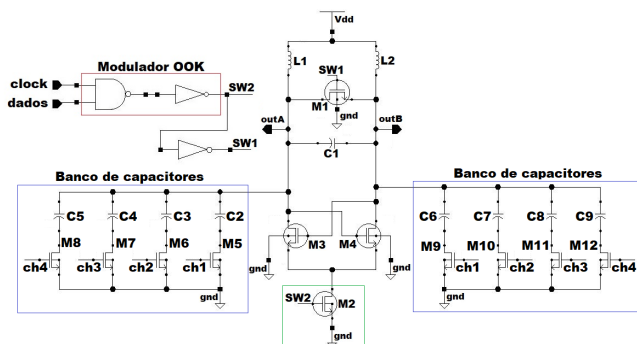 Vdd
Modulador OOK
L1
L2
clock
dados
SW2
SW1
SW1
M1
gnd
outA
outB
C1
Banco de capacitores
Banco de capacitores
C5
C4
C3
C2
C6
C7
C8
C9
M8
M7
M6
M5
M3
M4
M9
M10
M11
M12
ch4
ch3
ch2
ch1
gnd
gnd
ch1
ch2
ch3
ch4
gnd
gnd
SW2
M2
gnd